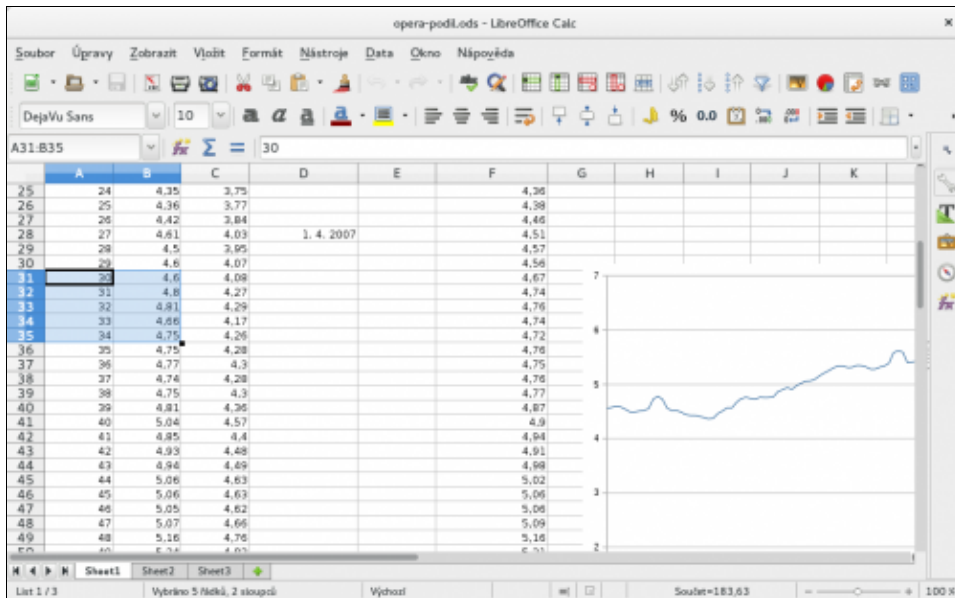 opera-podil.ods - LibreOffice Calc
Soubor Úpravy Zobrazit Vložit Formát Nástroje Data Okno Nápověda
DejaVu Sans 10 a a a a % 0.0
A31:B35 30
A B C D E F G H I J K
25 24 4,35 3,75 4,36
26 25 4,36 3,77 4,38
27 26 4,42 3,84 4,46
28 27 4,61 4,03 1. 4. 2007 4,51
29 28 4,5 3,95 4,57
30 29 4,6 4,07 4,56
31 30 4,6 4,08 4,67 7
32 31 4,8 4,27 4,74
33 32 4,81 4,29 4,76
34 33 4,66 4,17 4,74
35 34 4,75 4,26 4,72 6
36 35 4,75 4,28 4,76
37 36 4,77 4,3 4,75
38 37 4,74 4,28 4,76
39 38 4,75 4,3 4,77 5
40 39 4,81 4,36 4,87
41 40 5,04 4,57 4,9
42 41 4,85 4,4 4,94 4
43 42 4,93 4,48 4,91
44 43 4,94 4,49 4,98
45 44 5,06 4,63 5,02
46 45 5,06 4,63 5,06 3
47 46 5,05 4,62 5,06
48 47 5,07 4,66 5,09
49 48 5,16 4,76 5,16
2
Sheet1 Sheet2 Sheet3
List 1 / 3 Vybráno 5 řádků, 2 sloupců Výchozí Součet=183,63 100 %